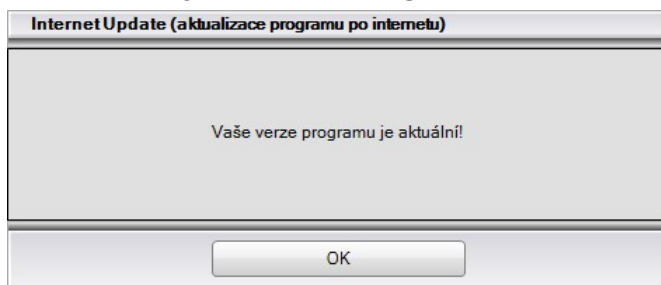 Internet Update (aktualizace programu po internetu)
Vaše verze programu je aktuální!
OK